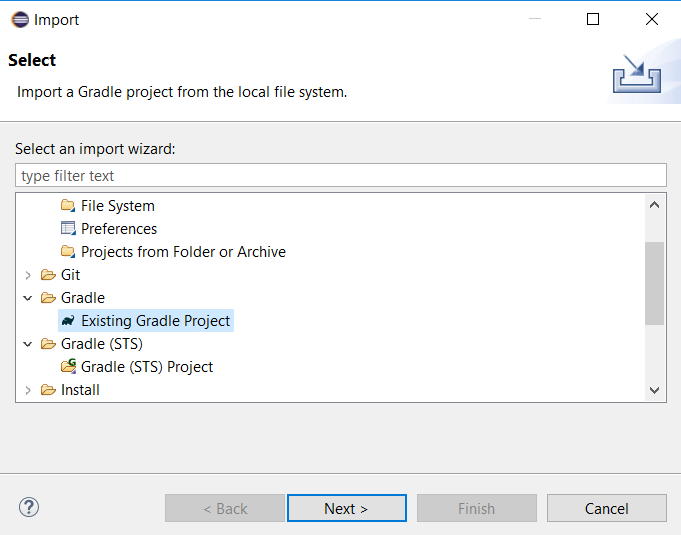 Import
Select
Import a Gradle project from the local file system.
Select an import wizard:
type filter text
File System
Preferences
Projects from Folder or Archive
Git
Gradle
Existing Gradle Project
Gradle (STS)
Gradle (STS) Project
Install
?
< Back
Next >
Finish
Cancel